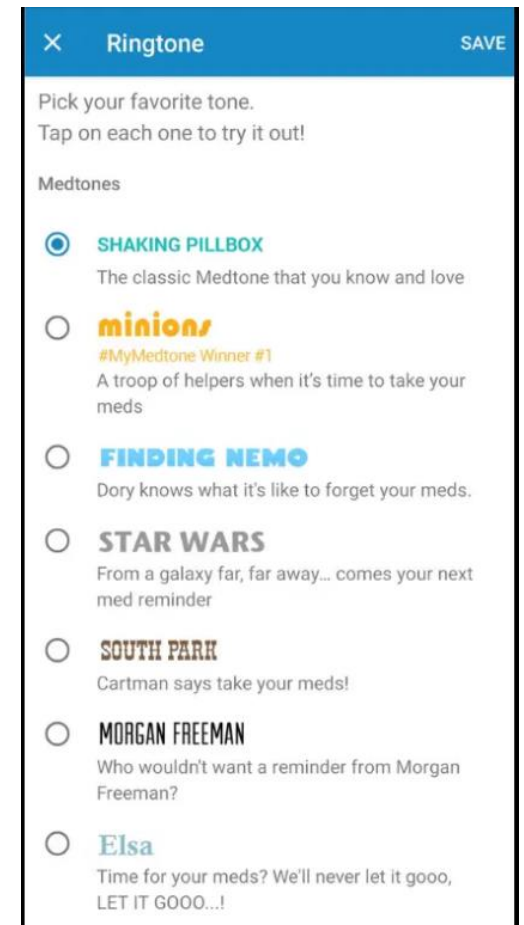 Ringtone
SAVE
Pick your favorite tone.
Tap on each one to try it out!
Medtones
SHAKING PILLBOX
The classic Medtone that you know and love
minions
#MyMedtone Winner #1
A troop of helpers when it's time to take your
meds
FINDING NEMO
Dory knows what it's like to forget your meds.
STAR WARS
From a galaxy far, far away... comes your next
med reminder
SOUTH PARK
Cartman says take your meds!
MORGAN FREEMAN
Who wouldn't want a reminder from Morgan
Freeman?
Elsa
Time for your meds? We'll never let it gooo,
LET IT GOOO...!